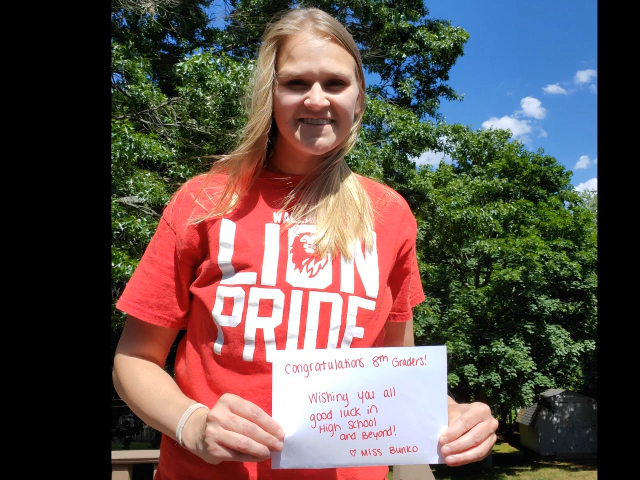 LION
PRIDE
Congratulations 8th Graders!
Wishing you all
good luck in
High School
and Beyond!
♡ Miss Bunko